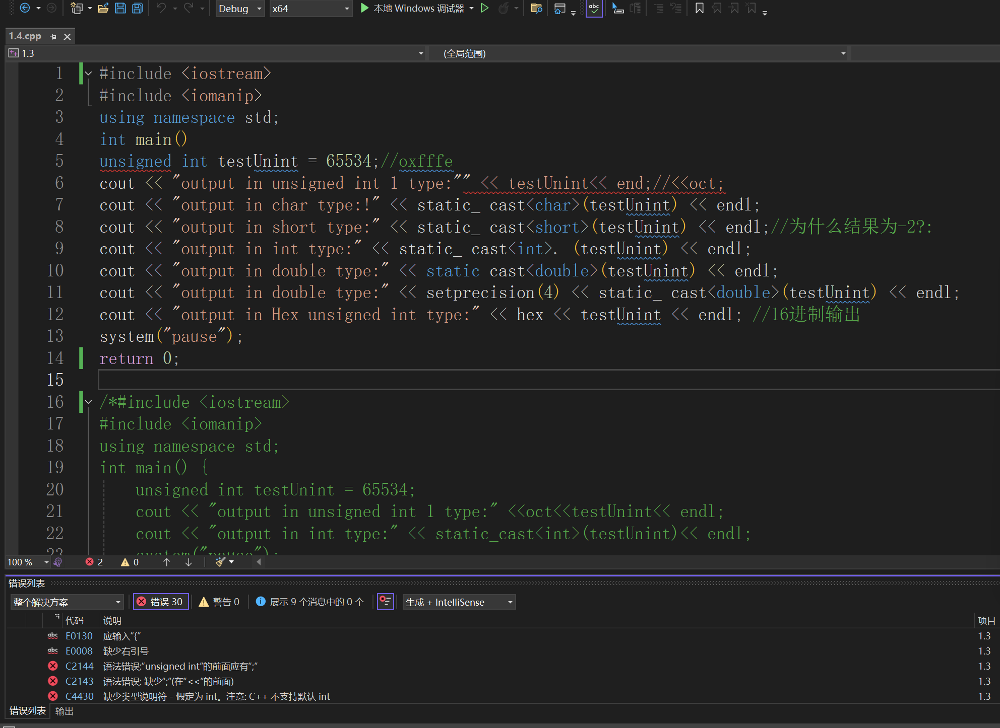 Debug x64 本地 Windows 调试器 abc
1.4.cpp
1.3 (全局范围)
1 #include <iostream>
2 #include <iomanip>
3 using namespace std;
4 int main()
5 unsigned int testUnint = 65534;//oxfffe
6 cout << "output in unsigned int 1 type:"" << testUnint<< end;//<<oct;
7 cout << "output in char type:!" << static_ cast<char>(testUnint) << endl;
8 cout << "output in short type:" << static_ cast<short>(testUnint) << endl;//为什么结果为-2?:
9 cout << "output in int type:" << static_ cast<int>. (testUnint) << endl;
10 cout << "output in double type:" << static cast<double>(testUnint) << endl;
11 cout << "output in double type:" << setprecision(4) << static_ cast<double>(testUnint) << endl;
12 cout << "output in Hex unsigned int type:" << hex << testUnint << endl; //16进制输出
13 system("pause");
14 return 0;
15
16 /*#include <iostream>
17 #include <iomanip>
18 using namespace std;
19 int main() {
20 unsigned int testUnint = 65534;
21 cout << "output in unsigned int 1 type:" <<oct<<testUnint<< endl;
22 cout << "output in int type:" << static_cast<int>(testUnint)<< endl;
23 system("pause");
100 % 2 0
错误列表
整个解决方案 错误 30 警告 0 展示 9 个消息中的 0 个 生成 + IntelliSense
代码 说明 项目
abc E0130 应输入“{” 1.3
abc E0008 缺少右引号 1.3
C2144 语法错误:“unsigned int”的前面应有“;” 1.3
C2143 语法错误: 缺少“;”(在“<<”的前面) 1.3
C4430 缺少类型说明符 - 假定为 int。注意: C++ 不支持默认 int 1.3
错误列表 输出